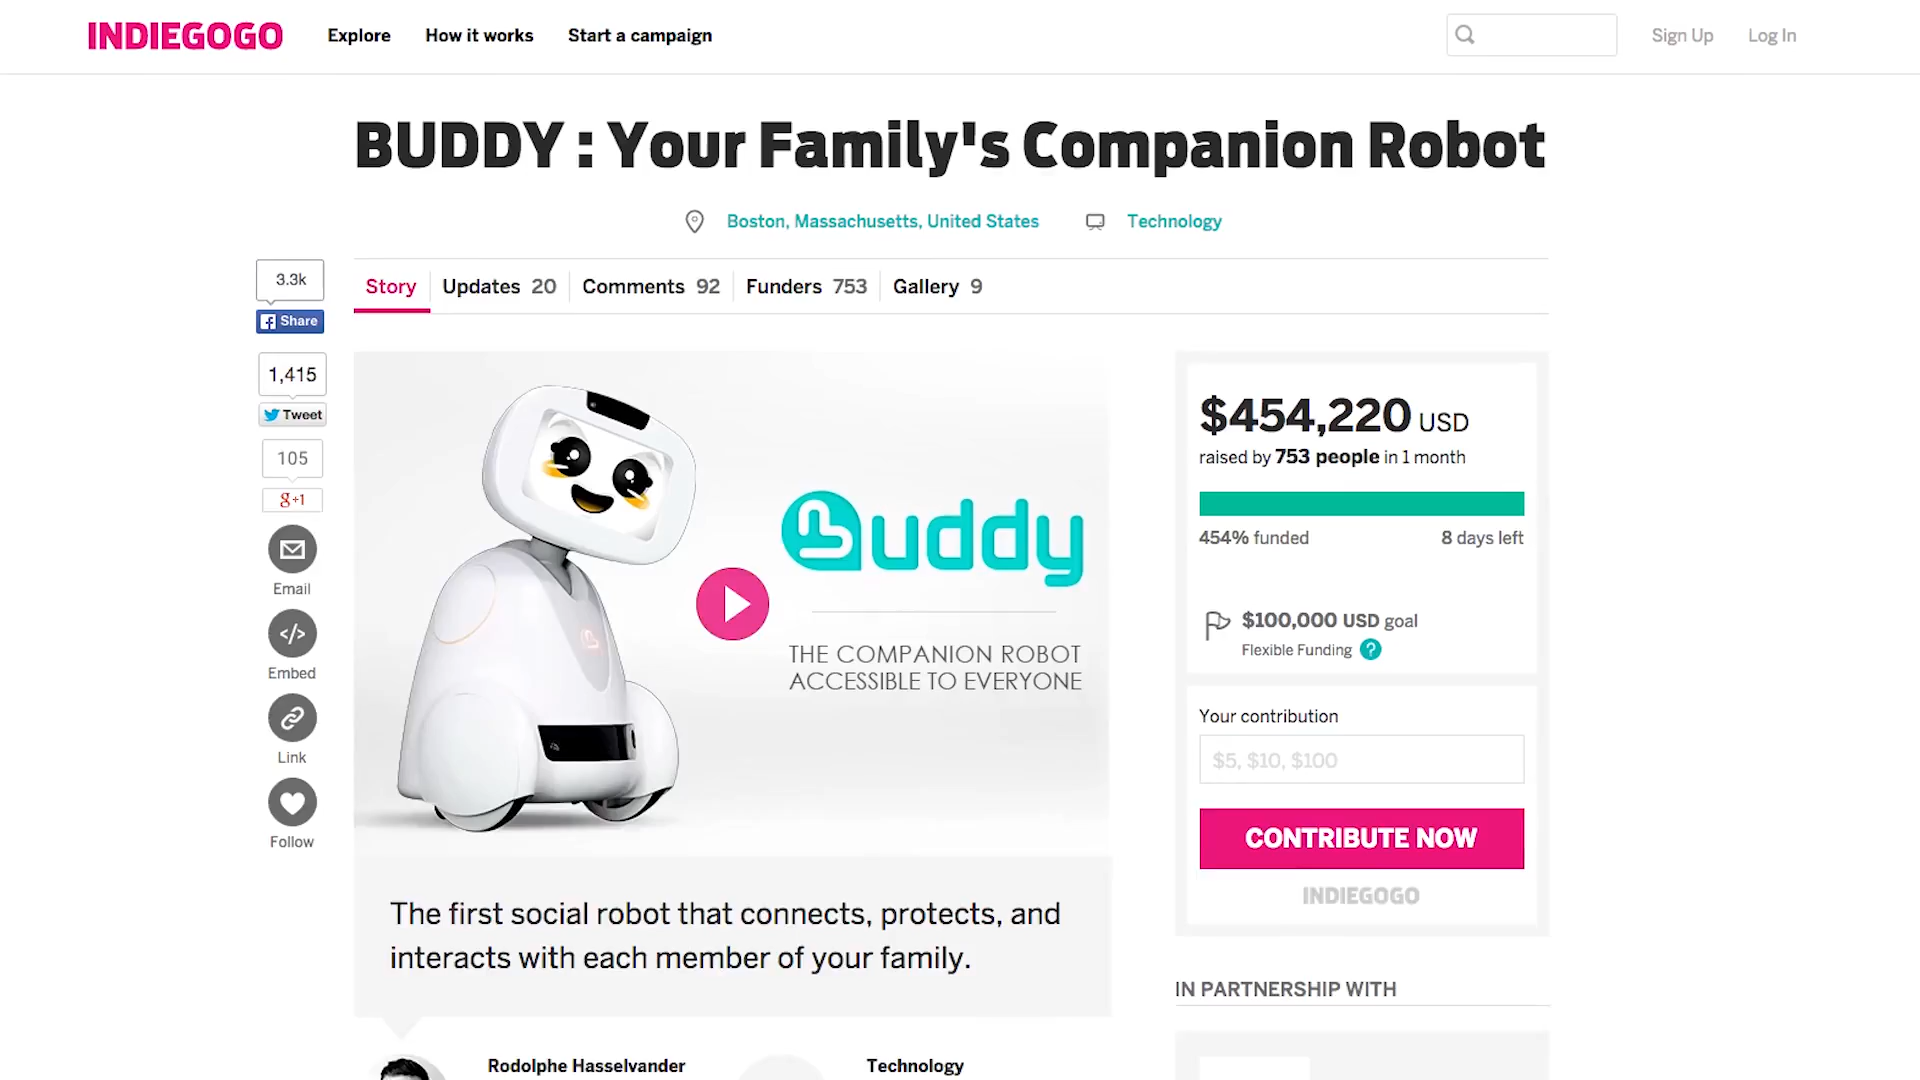 INDIEGOGO
Explore
How it works
Start a campaign
Sign Up
Log In
BUDDY : Your Family's Companion Robot
Boston, Massachusetts, United States
Technology
3.3k
Share
1,415
Tweet
105
g+1
Email
</>
Embed
Link
Follow
Story
Updates 20
Comments 92
Funders 753
Gallery 9
Buddy
THE COMPANION ROBOT
ACCESSIBLE TO EVERYONE
The first social robot that connects, protects, and
interacts with each member of your family.
Rodolphe Hasselvander
Technology
$454,220 USD
raised by 753 people in 1 month
454% funded
8 days left
$100,000 USD goal
Flexible Funding ?
Your contribution
$5, $10, $100
CONTRIBUTE NOW
INDIEGOGO
IN PARTNERSHIP WITH